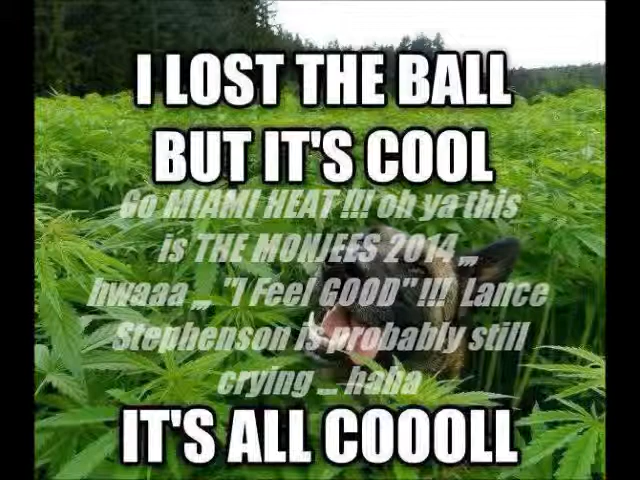 I LOST THE BALL
BUT IT'S COOL
Go MIAMI HEAT !!! oh ya this
is THE MONJEES 2014 ,,,
hwaaa ,,, "I Feel GOOD" !!! Lance
Stephenson is probably still
crying ... haha
IT'S ALL COOOLL